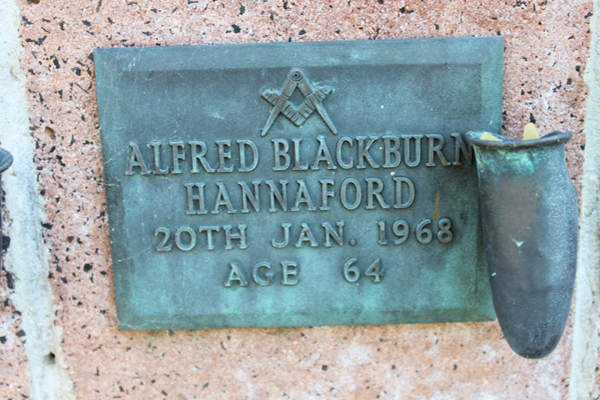 ALFRED BLACKBURN
HANNAFORD
20TH JAN. 1968
AGE 64